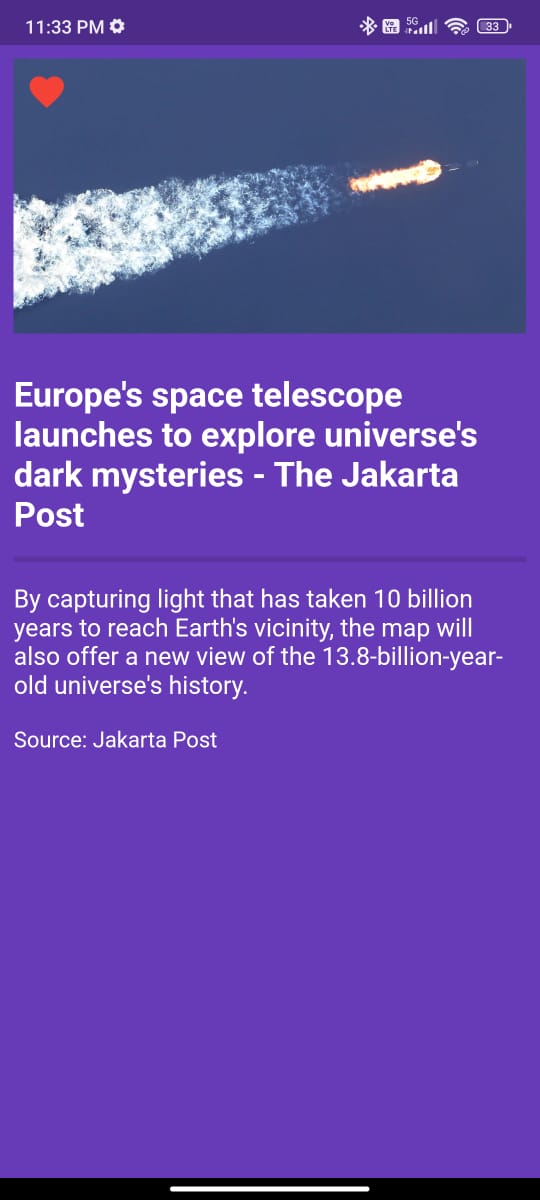 11:33 PM
Vo LTE 5G 33
Europe's space telescope
launches to explore universe's
dark mysteries - The Jakarta
Post
By capturing light that has taken 10 billion
years to reach Earth's vicinity, the map will
also offer a new view of the 13.8-billion-year-
old universe's history.
Source: Jakarta Post